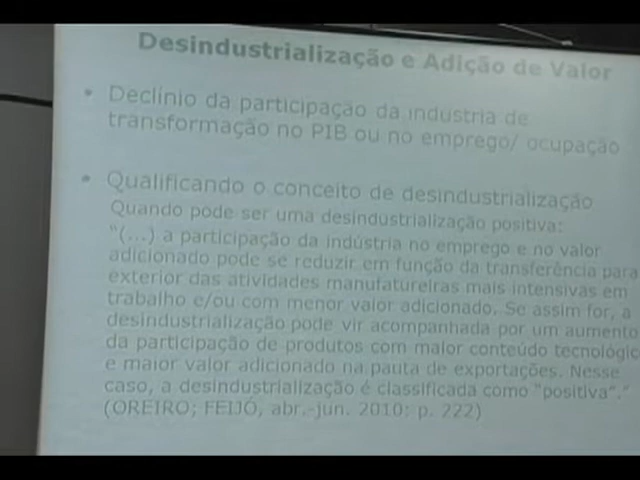 Desindustrialização e Adição de Valor
• Declínio da participação da industria de
transformação no PIB ou no emprego/ ocupação
• Qualificando o conceito de desindustrialização
Quando pode ser uma desindustrialização positiva:
"(...) a participação da indústria no emprego e no valor
adicionado pode se reduzir em função da transferência para
exterior das atividades manufatureiras mais intensivas em
trabalho e/ou com menor valor adicionado. Se assim for, a
desindustrialização pode vir acompanhada por um aumento
da participação de produtos com maior conteúdo tecnológic
e maior valor adicionado na pauta de exportações. Nesse
caso, a desindustrialização é classificada como "positiva"."
(OREIRO; FEIJÓ, abr.-jun. 2010: p. 222)